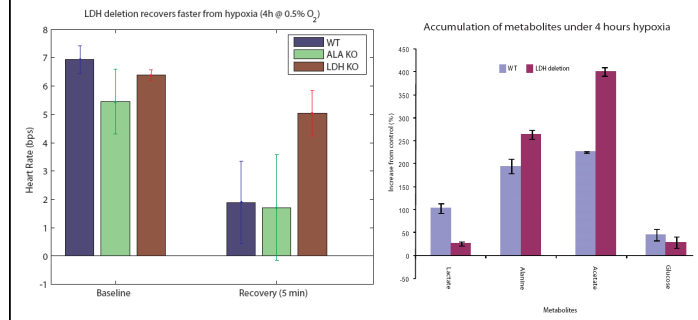 LDH deletion recovers faster from hypoxia (4h @ 0.5% O2)
8
7
6
5
4
3
2
1
0
-1
Heart Rate (bps)
WT
ALA KO
LDH KO
Baseline
Recovery (5 min)
Accumulation of metabolites under 4 hours hypoxia
450
400
350
300
250
200
150
100
50
0
-50
Increase from control (%)
WT
LDH deletion
Lactate
Alanine
Acetate
Glucose
Metabolites